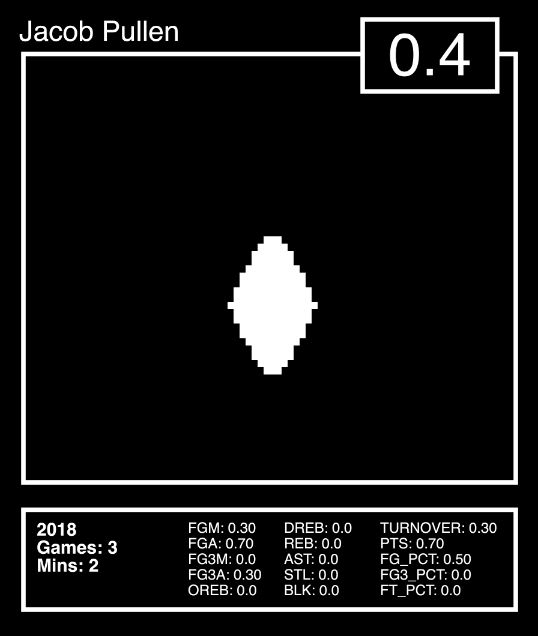 Jacob Pullen
0.4
2018
Games: 3
Mins: 2
FGM: 0.30
FGA: 0.70
FG3M: 0.0
FG3A: 0.30
OREB: 0.0
DREB: 0.0
REB: 0.0
AST: 0.0
STL: 0.0
BLK: 0.0
TURNOVER: 0.30
PTS: 0.70
FG_PCT: 0.50
FG3_PCT: 0.0
FT_PCT: 0.0